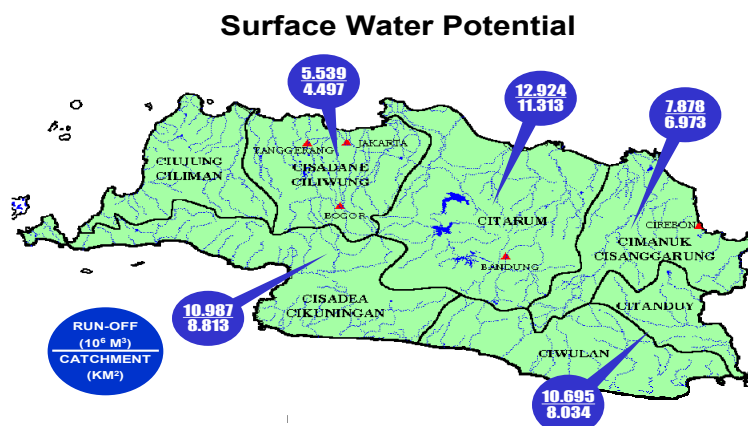 Surface Water Potential
5.539
4.497
12.924
11.313
7.878
6.973
TANGGERANG
JAKARTA
CIUJUNG
CILIMAN
CISADANE
CILIWUNG
BOGOR
CITARUM
CIREBON
CIMANUK
CISANGGARUNG
BANDUNG
10.987
8.813
CISADEA
CIKUNINGAN
CITANDUY
RUN-OFF
(10⁶ M³)
CATCHMENT
(KM²)
CIWULAN
10.695
8.034